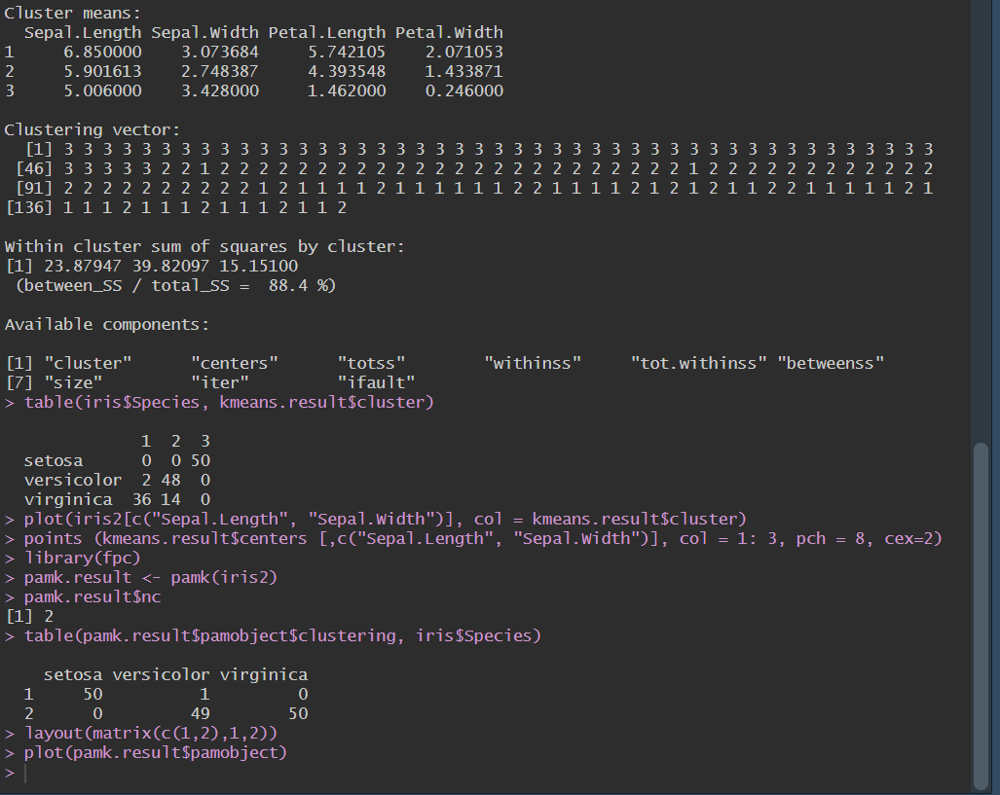 Cluster means:
  Sepal.Length Sepal.Width Petal.Length Petal.Width
1     6.850000    3.073684     5.742105    2.071053
2     5.901613    2.748387     4.393548    1.433871
3     5.006000    3.428000     1.462000    0.246000
Clustering vector:
  [1] 3 3 3 3 3 3 3 3 3 3 3 3 3 3 3 3 3 3 3 3 3 3 3 3 3 3 3 3 3 3 3 3 3 3 3 3 3 3 3 3 3 3 3 3 3
 [46] 3 3 3 3 3 2 2 1 2 2 2 2 2 2 2 2 2 2 2 2 2 2 2 2 2 2 2 2 2 2 2 2 1 2 2 2 2 2 2 2 2 2 2 2 2
 [91] 2 2 2 2 2 2 2 2 2 2 1 2 1 1 1 1 2 1 1 1 1 1 1 2 2 1 1 1 1 2 1 2 1 2 1 1 2 2 1 1 1 1 1 2 1
[136] 1 1 1 2 1 1 1 2 1 1 1 2 1 1 2
Within cluster sum of squares by cluster:
[1] 23.87947 39.82097 15.15100
 (between_SS / total_SS =  88.4 %)
Available components:
[1] "cluster"      "centers"      "totss"        "withinss"     "tot.withinss" "betweenss"
[7] "size"         "iter"         "ifault"
> table(iris$Species, kmeans.result$cluster)
              1  2  3
  setosa      0  0 50
  versicolor  2 48  0
  virginica  36 14  0
> plot(iris2[c("Sepal.Length", "Sepal.Width")], col = kmeans.result$cluster)
> points (kmeans.result$centers [,c("Sepal.Length", "Sepal.Width")], col = 1: 3, pch = 8, cex=2)
> library(fpc)
> pamk.result <- pamk(iris2)
> pamk.result$nc
[1] 2
> table(pamk.result$pamobject$clustering, iris$Species)
    setosa versicolor virginica
  1     50          1         0
  2      0         49        50
> layout(matrix(c(1,2),1,2))
> plot(pamk.result$pamobject)
>